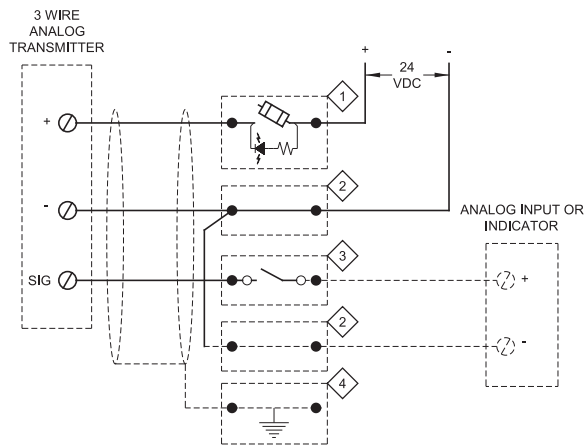 3 WIRE
ANALOG
TRANSMITTER
+
-
24
VDC
1
+
2
-
ANALOG INPUT OR
INDICATOR
3
SIG
+
2
-
4